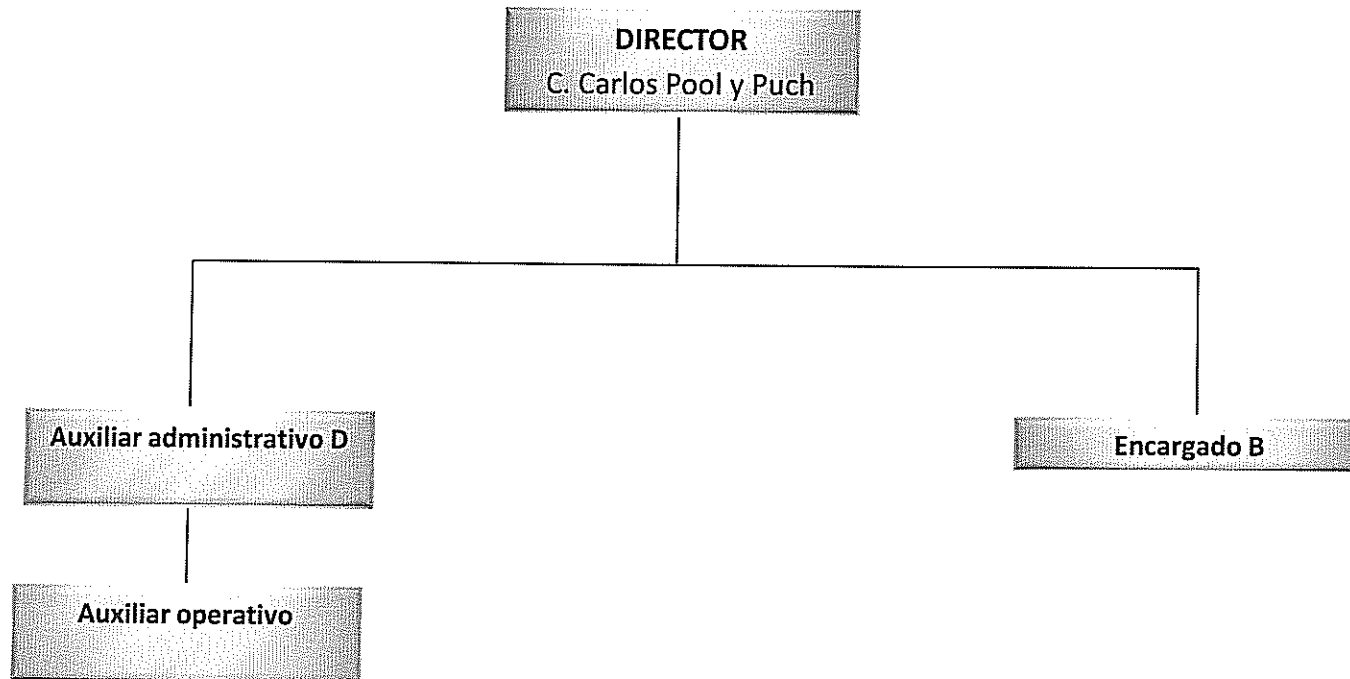 DIRECTOR
C. Carlos Pool y Puch
Auxiliar administrativo D
Encargado B
Auxiliar operativo